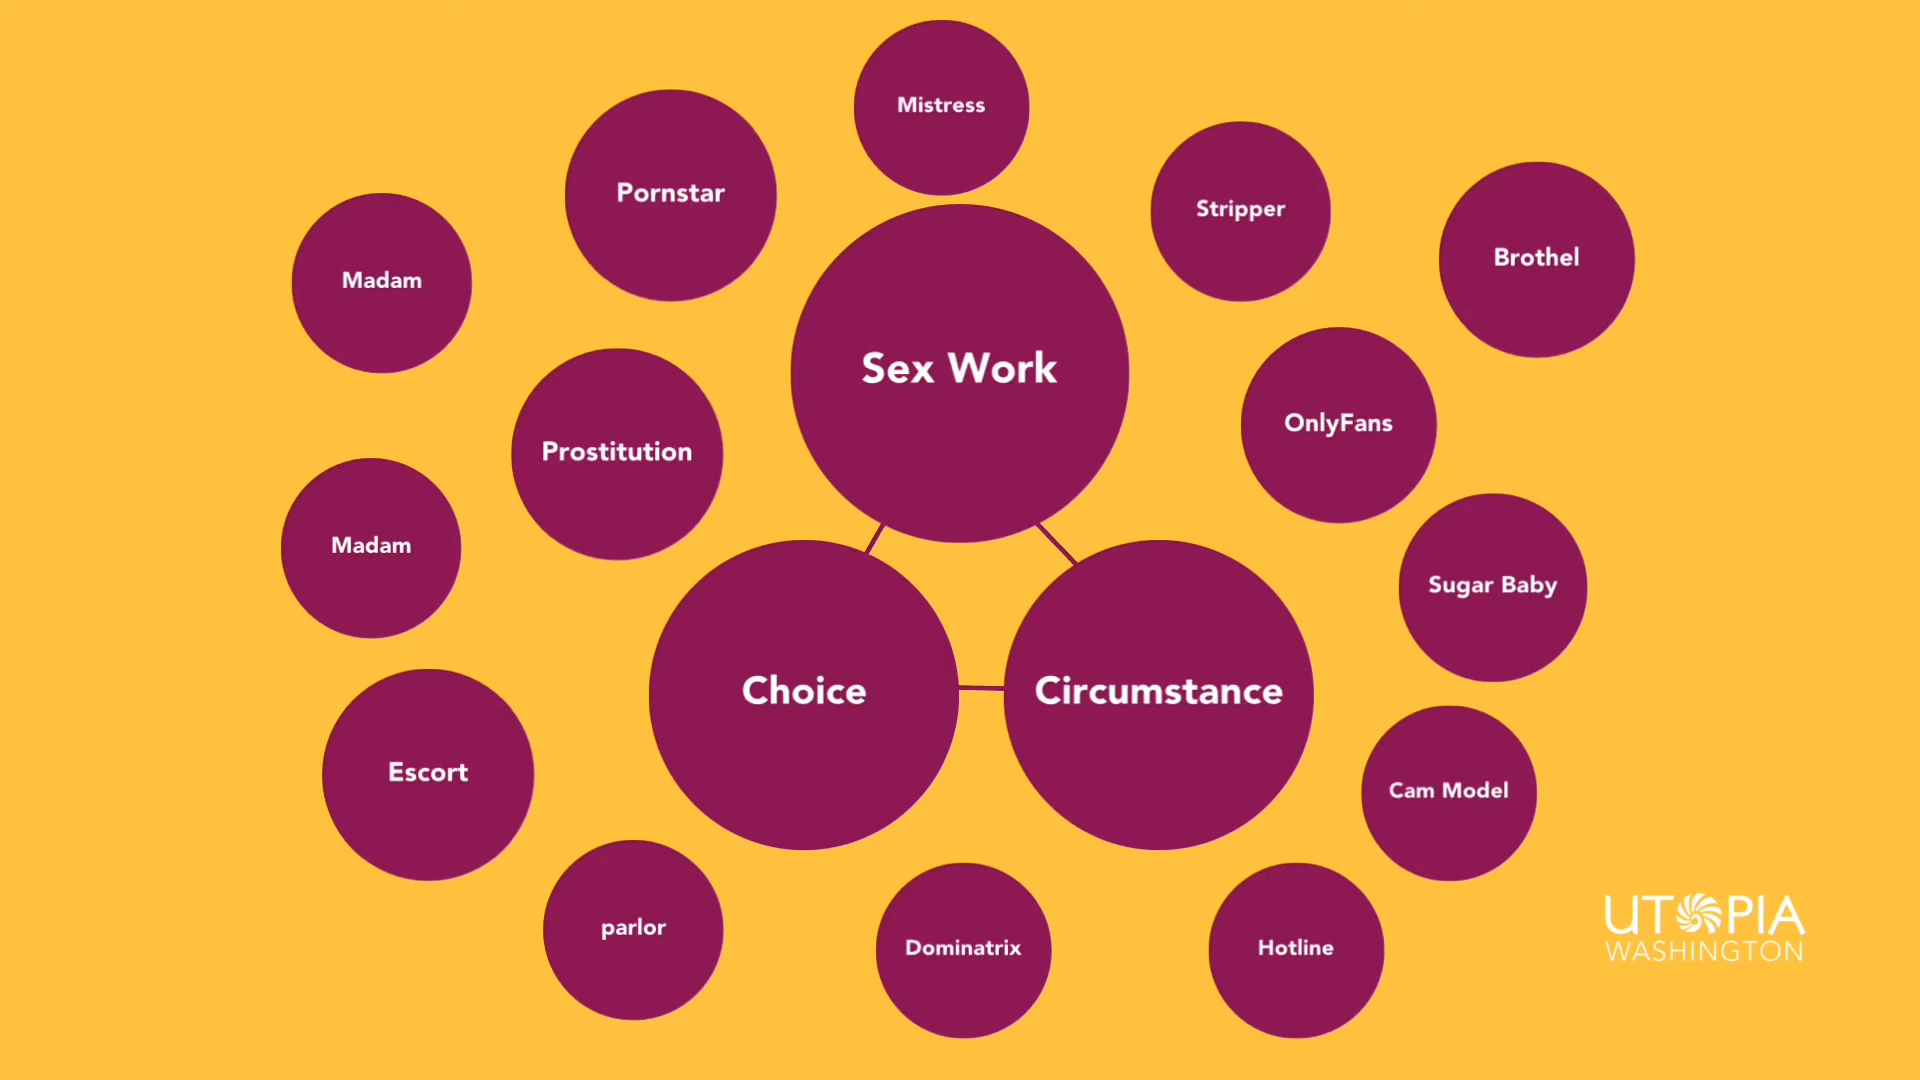 Mistress
Pornstar
Stripper
Brothel
Madam
Sex Work
OnlyFans
Prostitution
Madam
Sugar Baby
Choice
Circumstance
Escort
Cam Model
parlor
Dominatrix
Hotline
UTOPIA
WASHINGTON